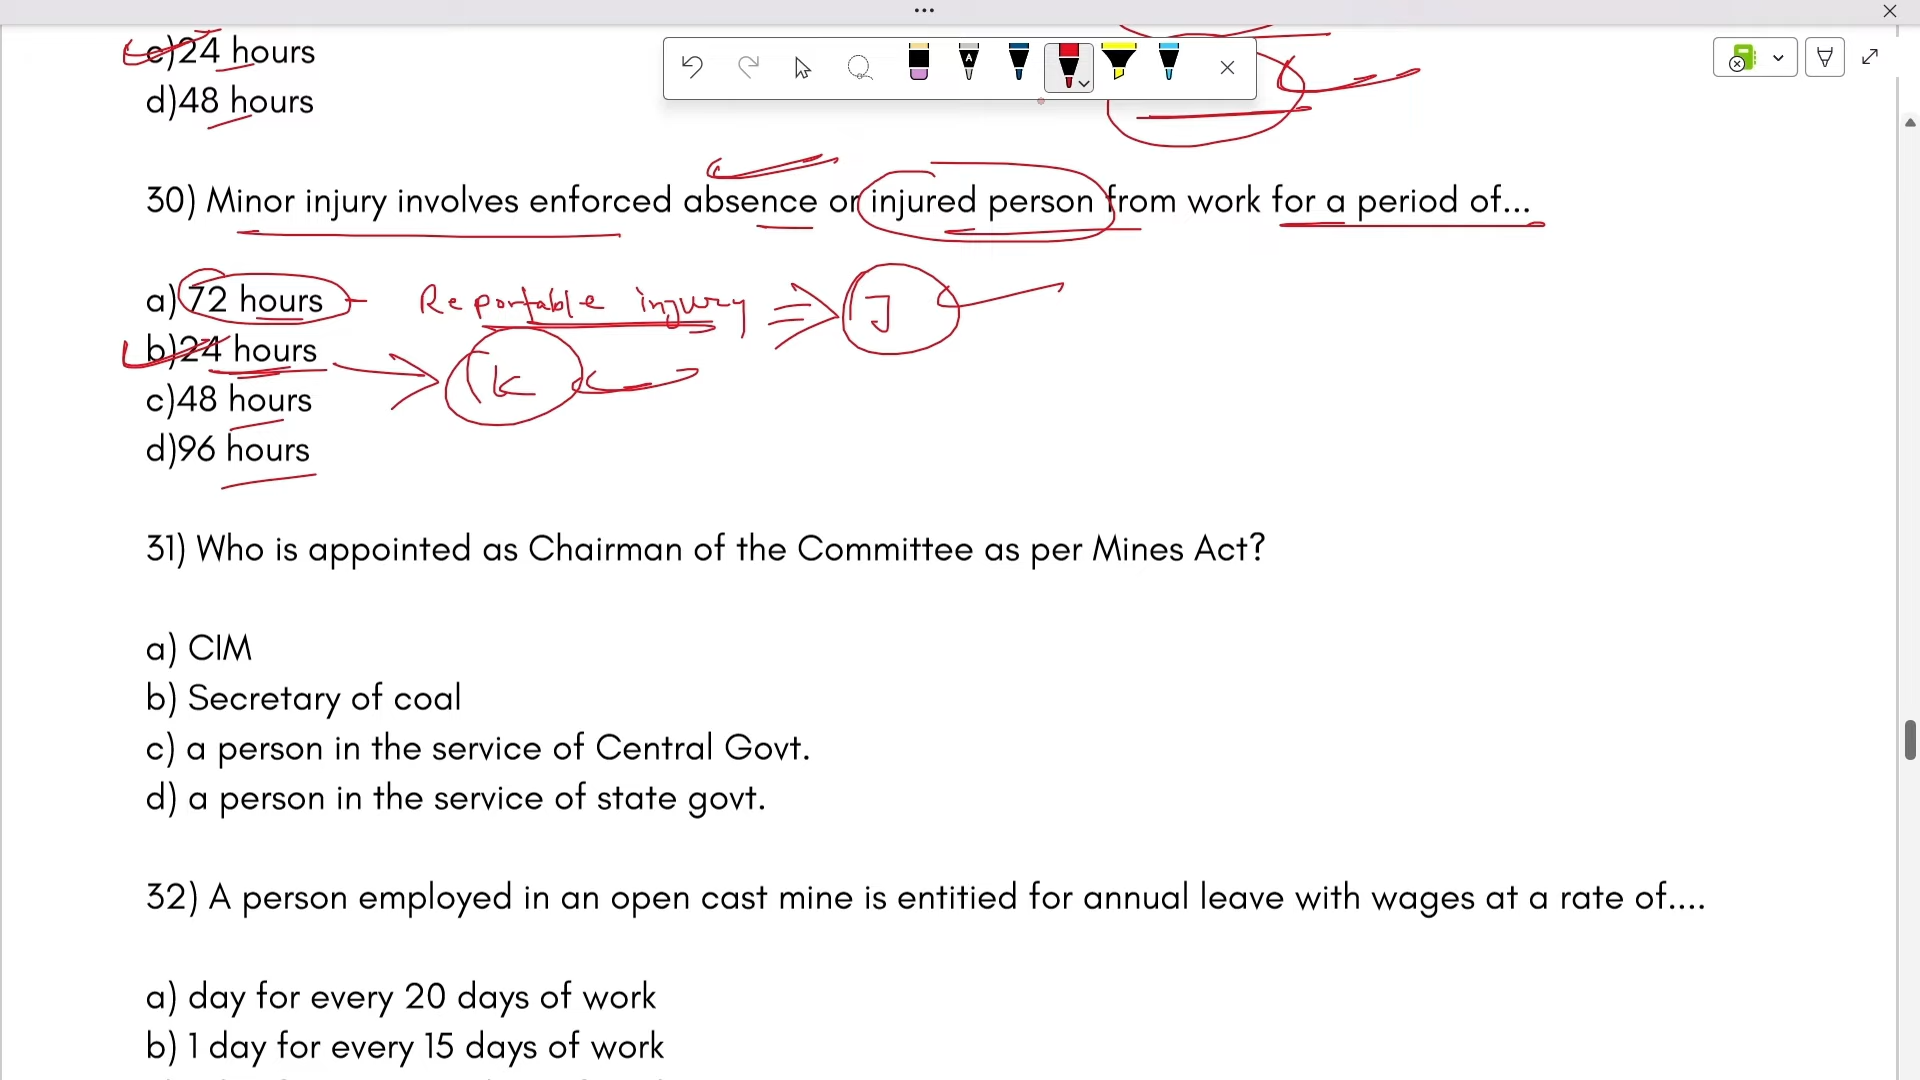 c)24 hours
d)48 hours
30) Minor injury involves enforced absence or injured person from work for a period of...
a) 72 hours Reportable injury ⇒ J
b)24 hours → K
c)48 hours
d)96 hours
31) Who is appointed as Chairman of the Committee as per Mines Act?
a) CIM
b) Secretary of coal
c) a person in the service of Central Govt.
d) a person in the service of state govt.
32) A person employed in an open cast mine is entitied for annual leave with wages at a rate of....
a) day for every 20 days of work
b) 1 day for every 15 days of work